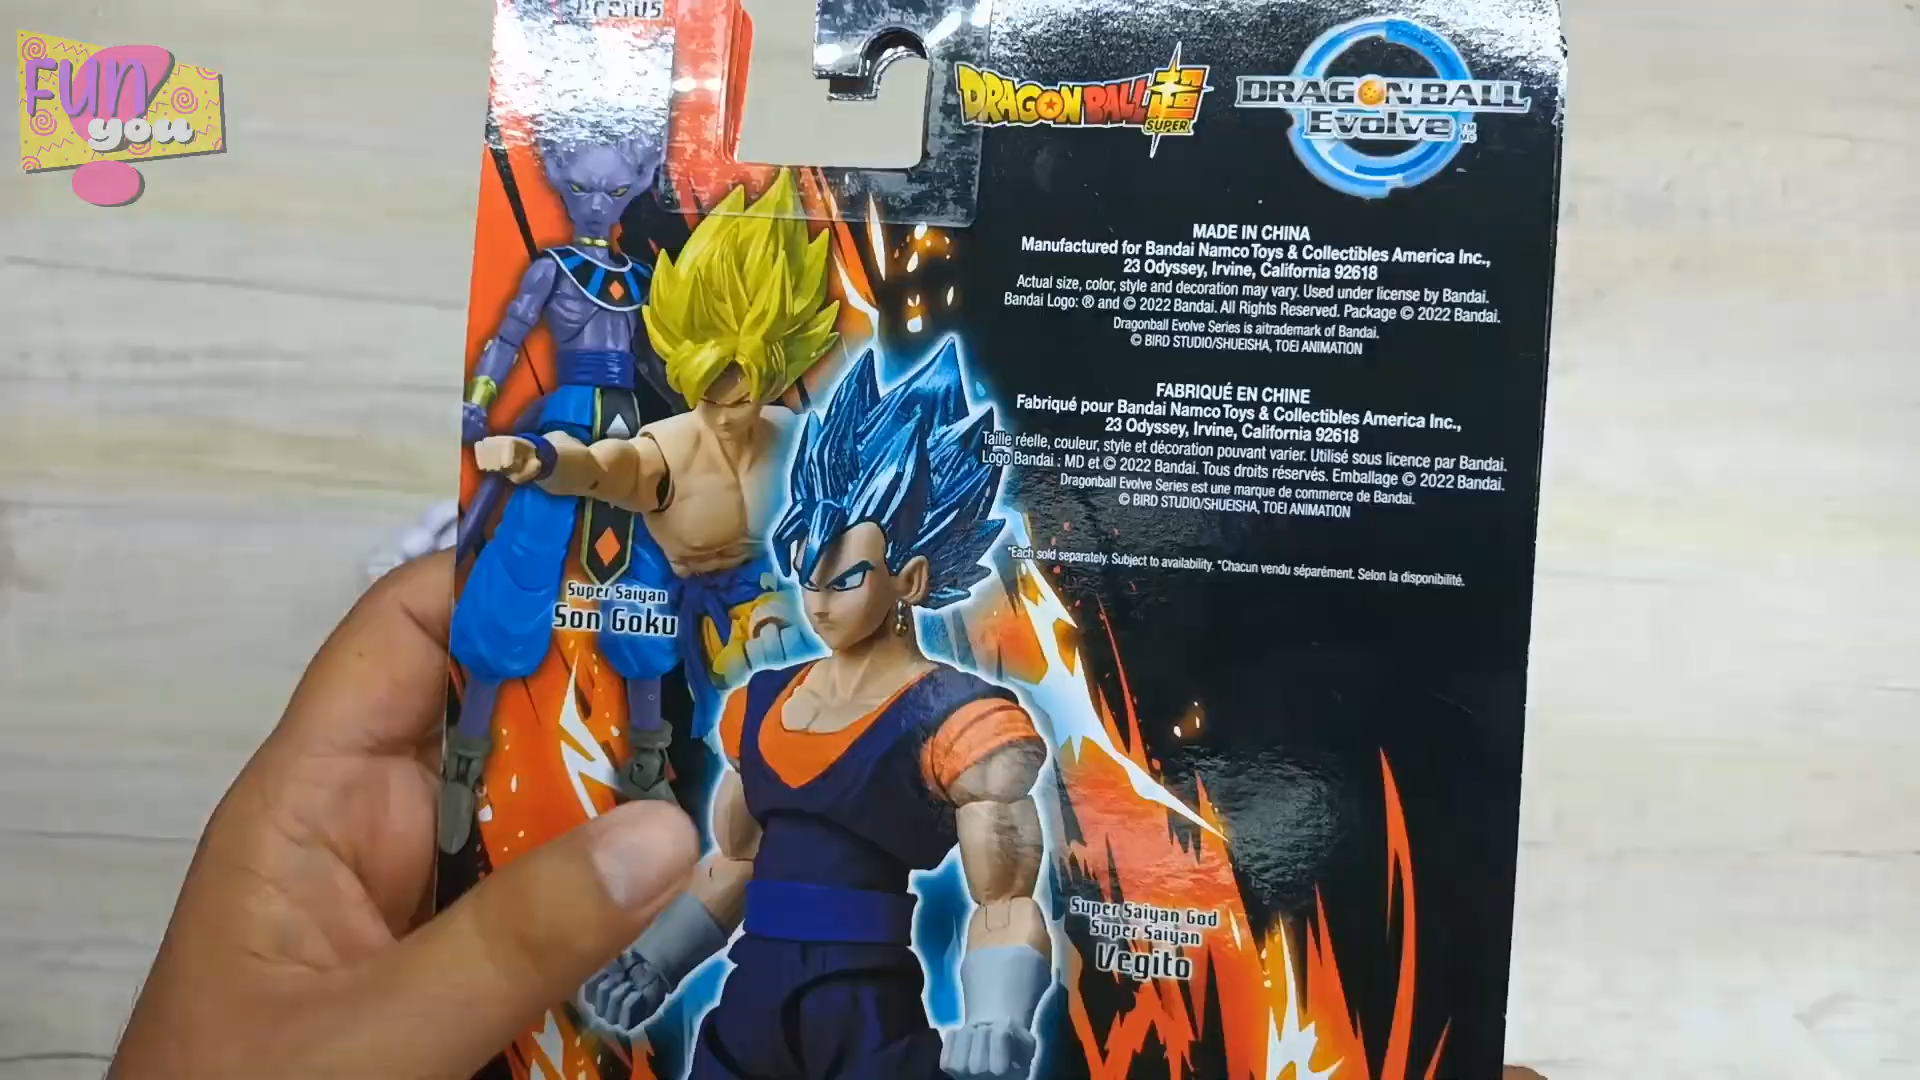 Fun
you
DRAGON BALL 超
SUPER
DRAGONBALL
Evolve TM
MC
MADE IN CHINA
Manufactured for Bandai Namco Toys & Collectibles America Inc.,
23 Odyssey, Irvine, California 92618
Actual size, color, style and decoration may vary. Used under license by Bandai.
Bandai Logo: ® and © 2022 Bandai. All Rights Reserved. Package © 2022 Bandai.
Dragonball Evolve Series is aitrademark of Bandai.
© BIRD STUDIO/SHUEISHA, TOEI ANIMATION
FABRIQUÉ EN CHINE
Fabriqué pour Bandai Namco Toys & Collectibles America Inc.,
23 Odyssey, Irvine, California 92618
Taille réelle, couleur, style et décoration pouvant varier. Utilisé sous licence par Bandai.
Logo Bandai : MD et © 2022 Bandai. Tous droits réservés. Emballage © 2022 Bandai.
Dragonball Evolve Series est une marque de commerce de Bandai.
© BIRD STUDIO/SHUEISHA, TOEI ANIMATION
*Each sold separately. Subject to availability. *Chacun vendu séparément. Selon la disponibilité.
Super Saiyan
Son Goku
Super Saiyan God
Super Saiyan
Vegito